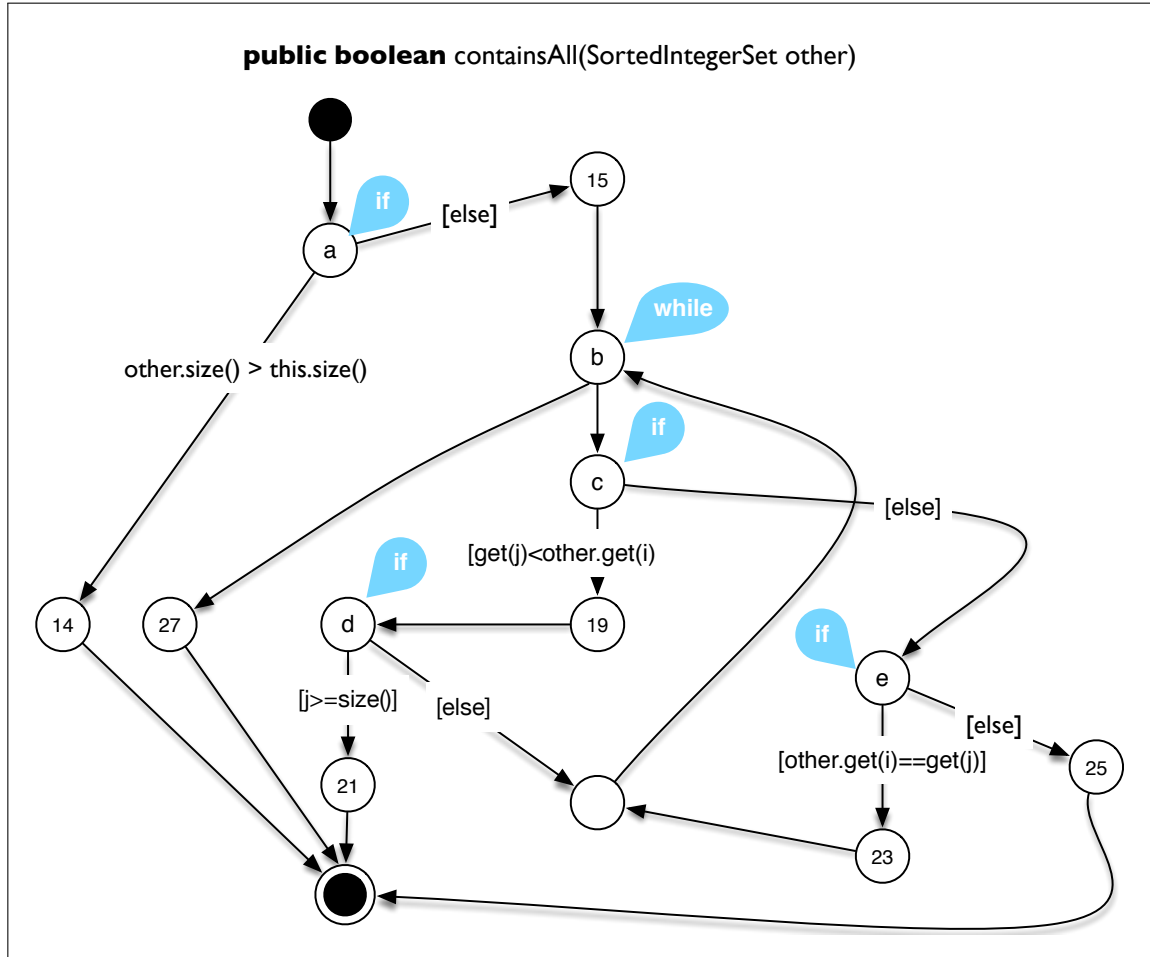 public boolean containsAll(SortedIntegerSet other)
if
15
[else]
a
while
b
other.size() > this.size()
if
c
[else]
[get(j)<other.get(i)
if
14
27
d
19
if
e
[j>=size()]
[else]
[else]
[other.get(i)==get(j)]
25
21
23